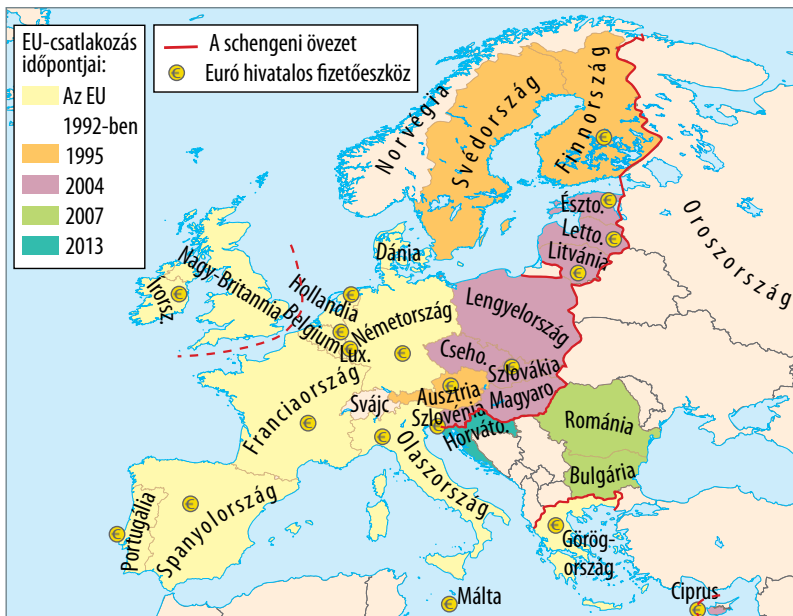 EU-csatlakozás
időpontjai:
Az EU
1992-ben
1995
2004
2007
2013
A schengeni övezet
€ Euró hivatalos fizetőeszköz
Norvégia
Svédország
Finnország
Észto.
Letto.
Litvánia
Oroszország
Dánia
Írorsz.
Nagy-Britannia
Hollandia
Belgium
Lux.
Németország
Lengyelország
Cseho.
Szlovákia
Ausztria
Magyaro
Szlovénia
Horváto.
Svájc
Franciaország
Olaszország
Románia
Bulgária
Portugália
Spanyolország
Görög-
ország
Málta
Ciprus